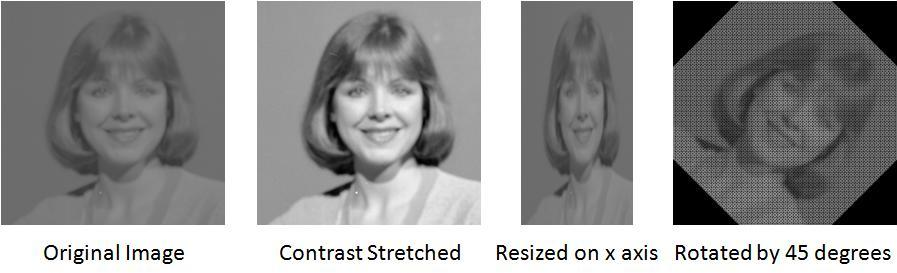 Original Image
Contrast Stretched
Resized on x axis
Rotated by 45 degrees